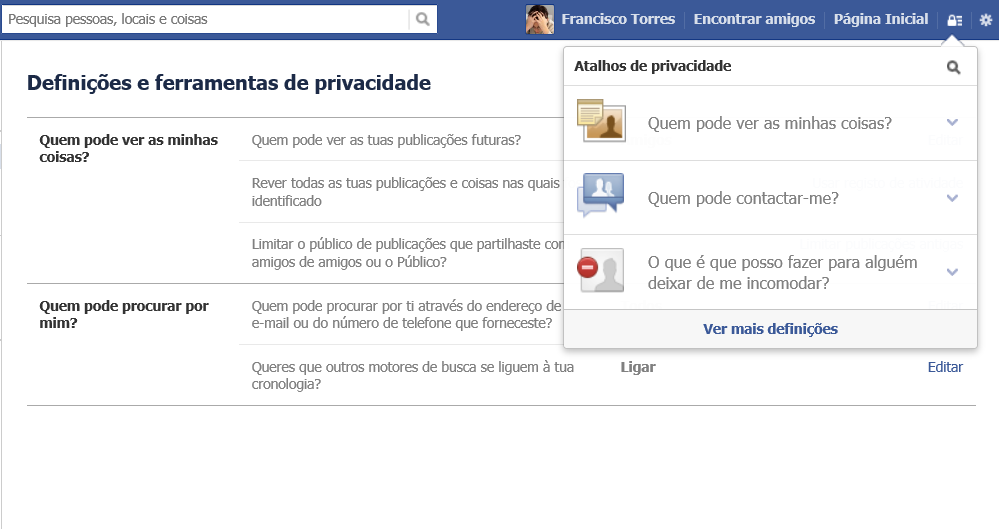 Pesquisa pessoas, locais e coisas
Francisco Torres
Encontrar amigos
Página Inicial
Definições e ferramentas de privacidade
Quem pode ver as minhas
coisas?
Quem pode ver as tuas publicações futuras?
Rever todas as tuas publicações e coisas nas quais
identificado
Limitar o público de publicações que partilhaste com
amigos de amigos ou o Público?
Quem pode procurar por
mim?
Quem pode procurar por ti através do endereço de
e-mail ou do número de telefone que forneceste?
Queres que outros motores de busca se liguem à tua
cronologia?
Ligar
Editar
Atalhos de privacidade
Quem pode ver as minhas coisas?
Quem pode contactar-me?
O que é que posso fazer para alguém
deixar de me incomodar?
Ver mais definições